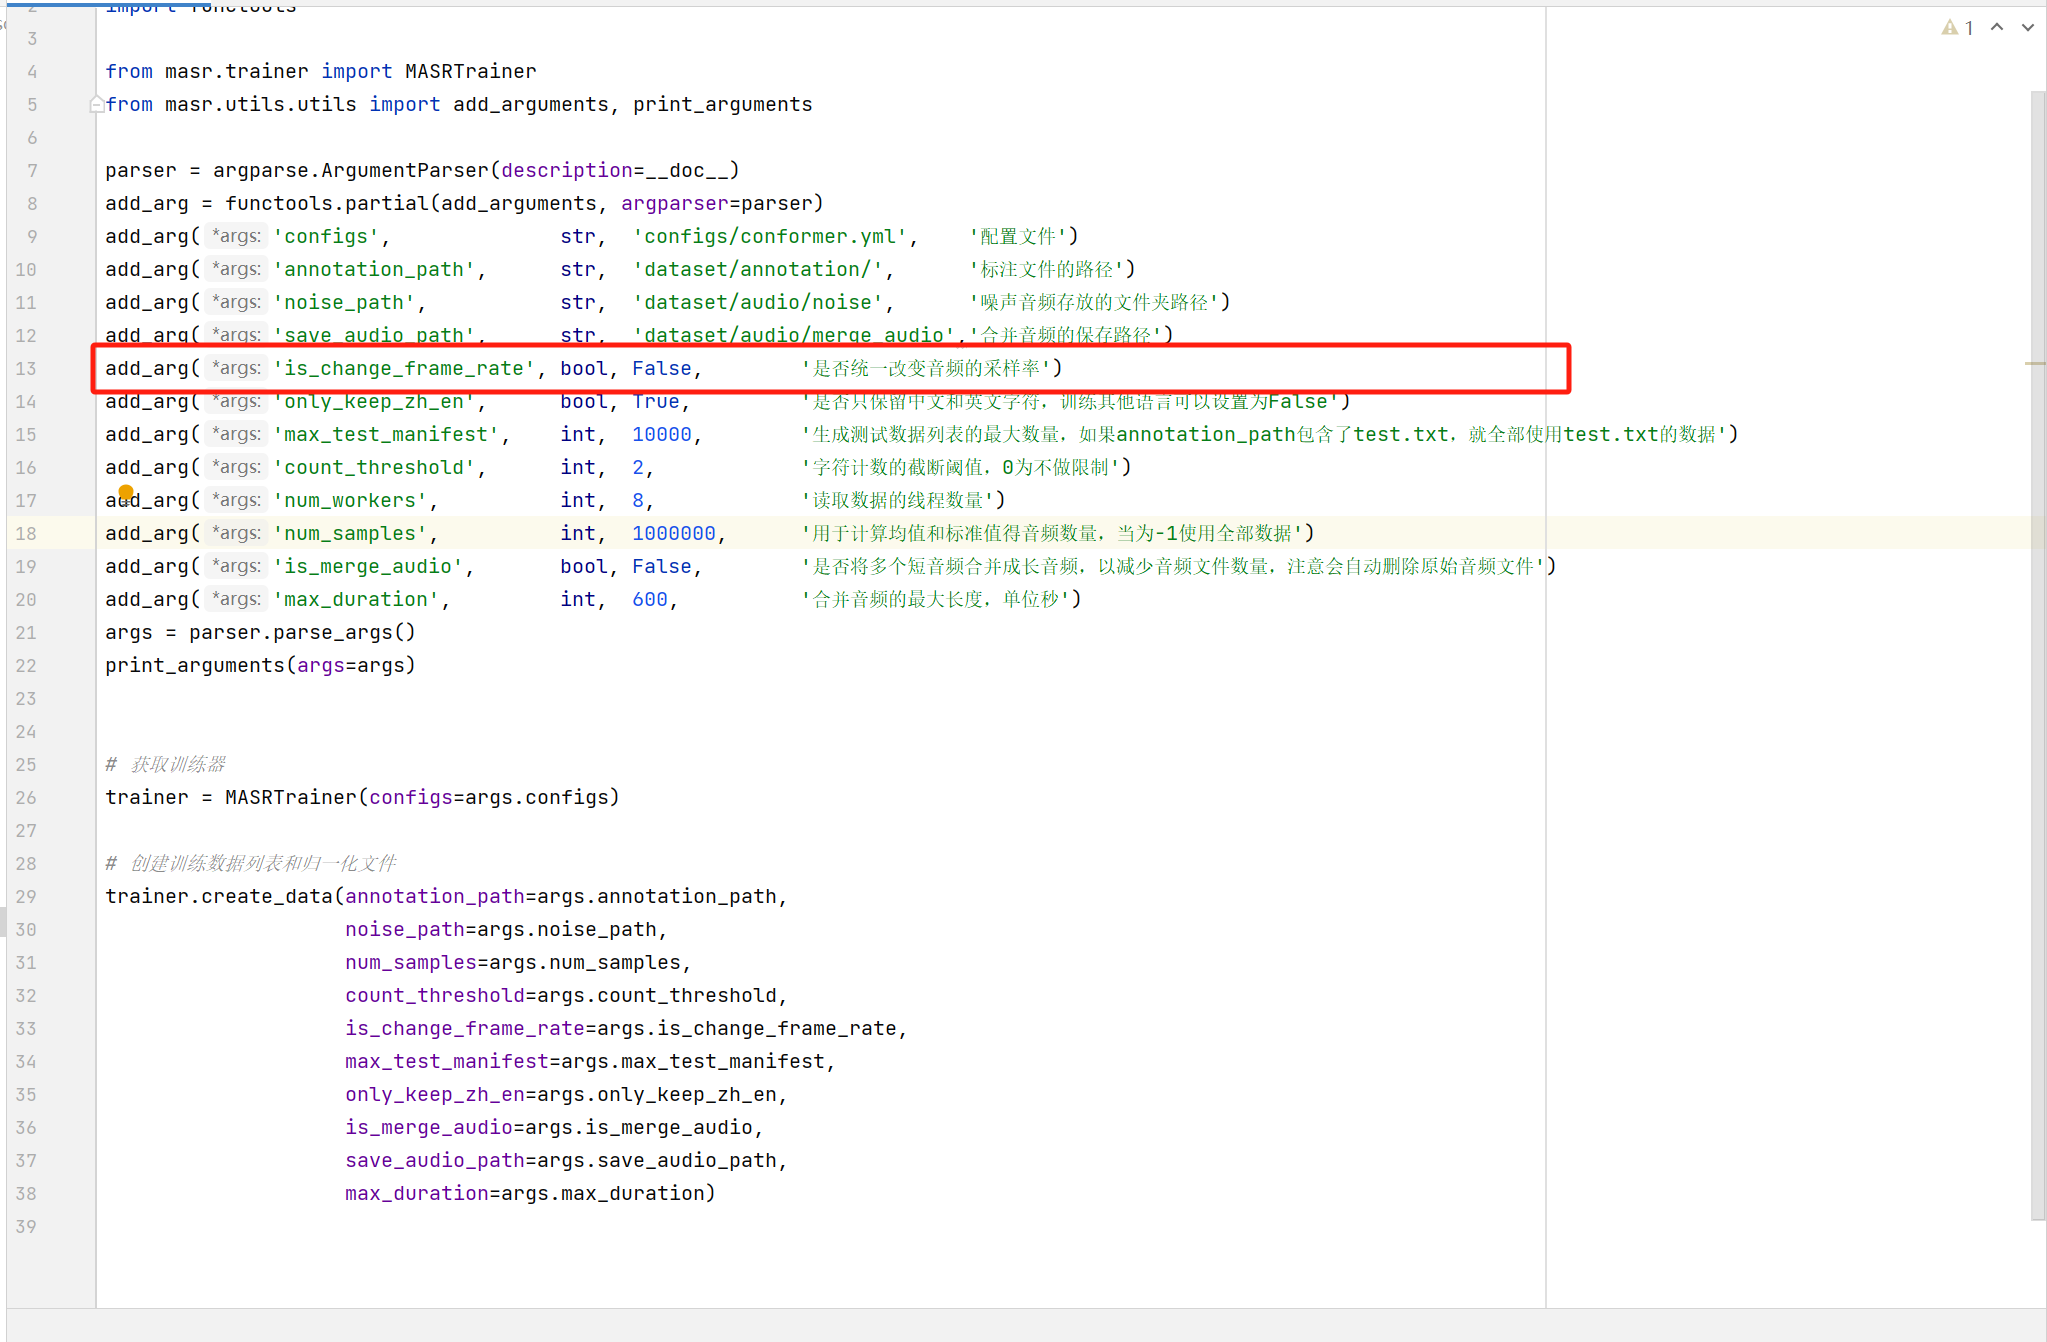 1
2 import functools
3
4 from masr.trainer import MASRTrainer
5 from masr.utils.utils import add_arguments, print_arguments
6
7 parser = argparse.ArgumentParser(description=__doc__)
8 add_arg = functools.partial(add_arguments, argparser=parser)
9 add_arg( *args: 'configs', str, 'configs/conformer.yml', '配置文件')
10 add_arg( *args: 'annotation_path', str, 'dataset/annotation/', '标注文件的路径')
11 add_arg( *args: 'noise_path', str, 'dataset/audio/noise', '噪声音频存放的文件夹路径')
12 add_arg( *args: 'save_audio_path', str, 'dataset/audio/merge_audio','合并音频的保存路径')
13 add_arg( *args: 'is_change_frame_rate', bool, False, '是否统一改变音频的采样率')
14 add_arg( *args: 'only_keep_zh_en', bool, True, '是否只保留中文和英文字符，训练其他语言可以设置为False')
15 add_arg( *args: 'max_test_manifest', int, 10000, '生成测试数据列表的最大数量，如果annotation_path包含了test.txt，就全部使用test.txt的数据')
16 add_arg( *args: 'count_threshold', int, 2, '字符计数的截断阈值，0为不做限制')
17 add_arg( *args: 'num_workers', int, 8, '读取数据的线程数量')
18 add_arg( *args: 'num_samples', int, 1000000, '用于计算均值和标准值得音频数量，当为-1使用全部数据')
19 add_arg( *args: 'is_merge_audio', bool, False, '是否将多个短音频合并成长音频，以减少音频文件数量，注意会自动删除原始音频文件')
20 add_arg( *args: 'max_duration', int, 600, '合并音频的最大长度，单位秒')
21 args = parser.parse_args()
22 print_arguments(args=args)
23
24
25 # 获取训练器
26 trainer = MASRTrainer(configs=args.configs)
27
28 # 创建训练数据列表和归一化文件
29 trainer.create_data(annotation_path=args.annotation_path,
30 noise_path=args.noise_path,
31 num_samples=args.num_samples,
32 count_threshold=args.count_threshold,
33 is_change_frame_rate=args.is_change_frame_rate,
34 max_test_manifest=args.max_test_manifest,
35 only_keep_zh_en=args.only_keep_zh_en,
36 is_merge_audio=args.is_merge_audio,
37 save_audio_path=args.save_audio_path,
38 max_duration=args.max_duration)
39